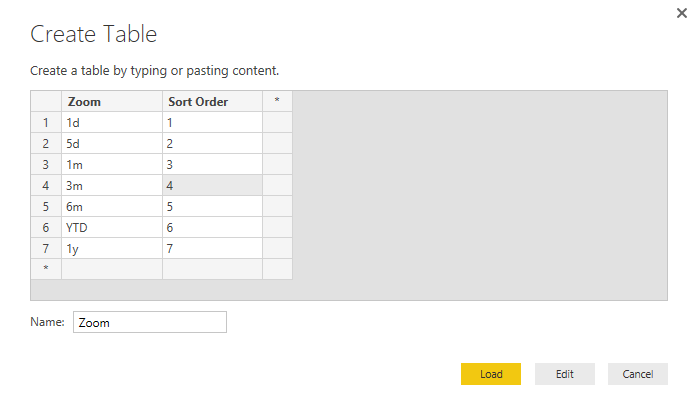 Create Table
Create a table by typing or pasting content.
Zoom Sort Order *
1 1d 1
2 5d 2
3 1m 3
4 3m 4
5 6m 5
6 YTD 6
7 1y 7
*
Name: Zoom
Load Edit Cancel